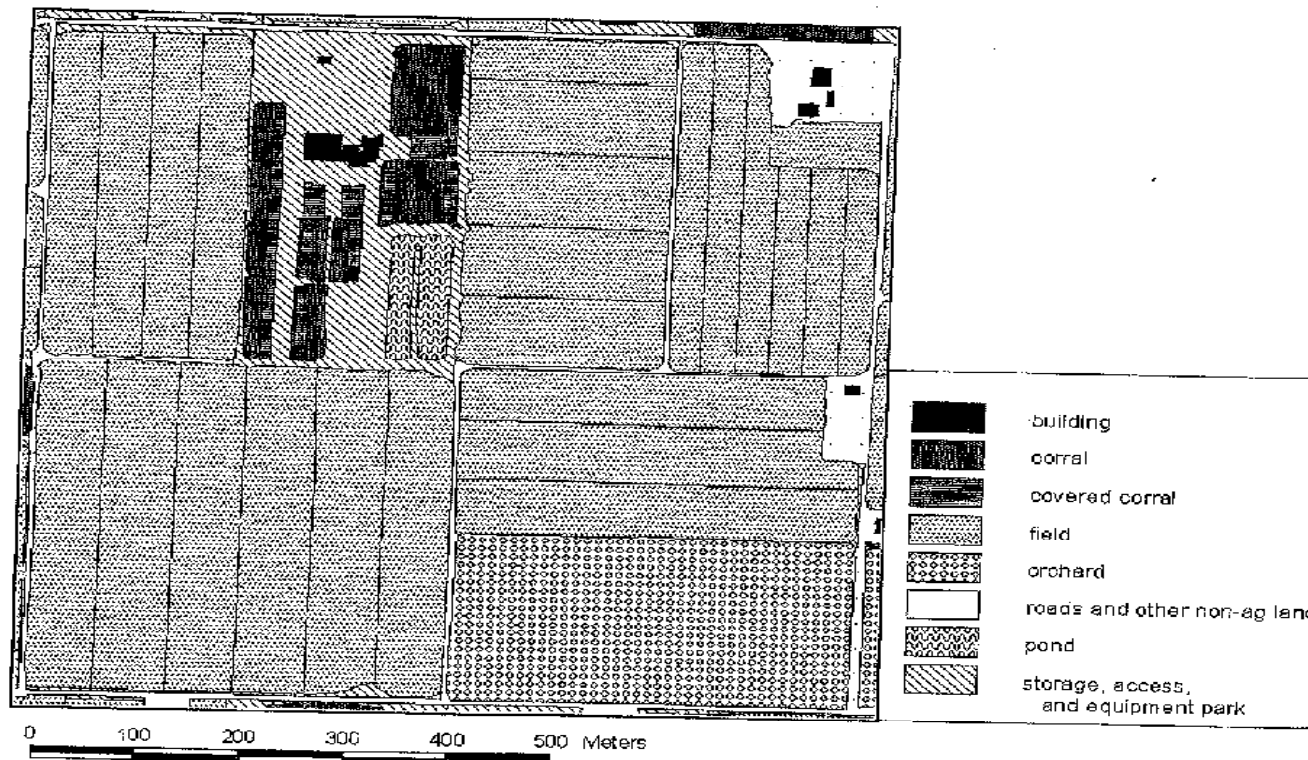 building
corral
covered corral
field
orchard
roads and other non-ag land
pond
storage, access,
and equipment park
0 100 200 300 400 500 Meters